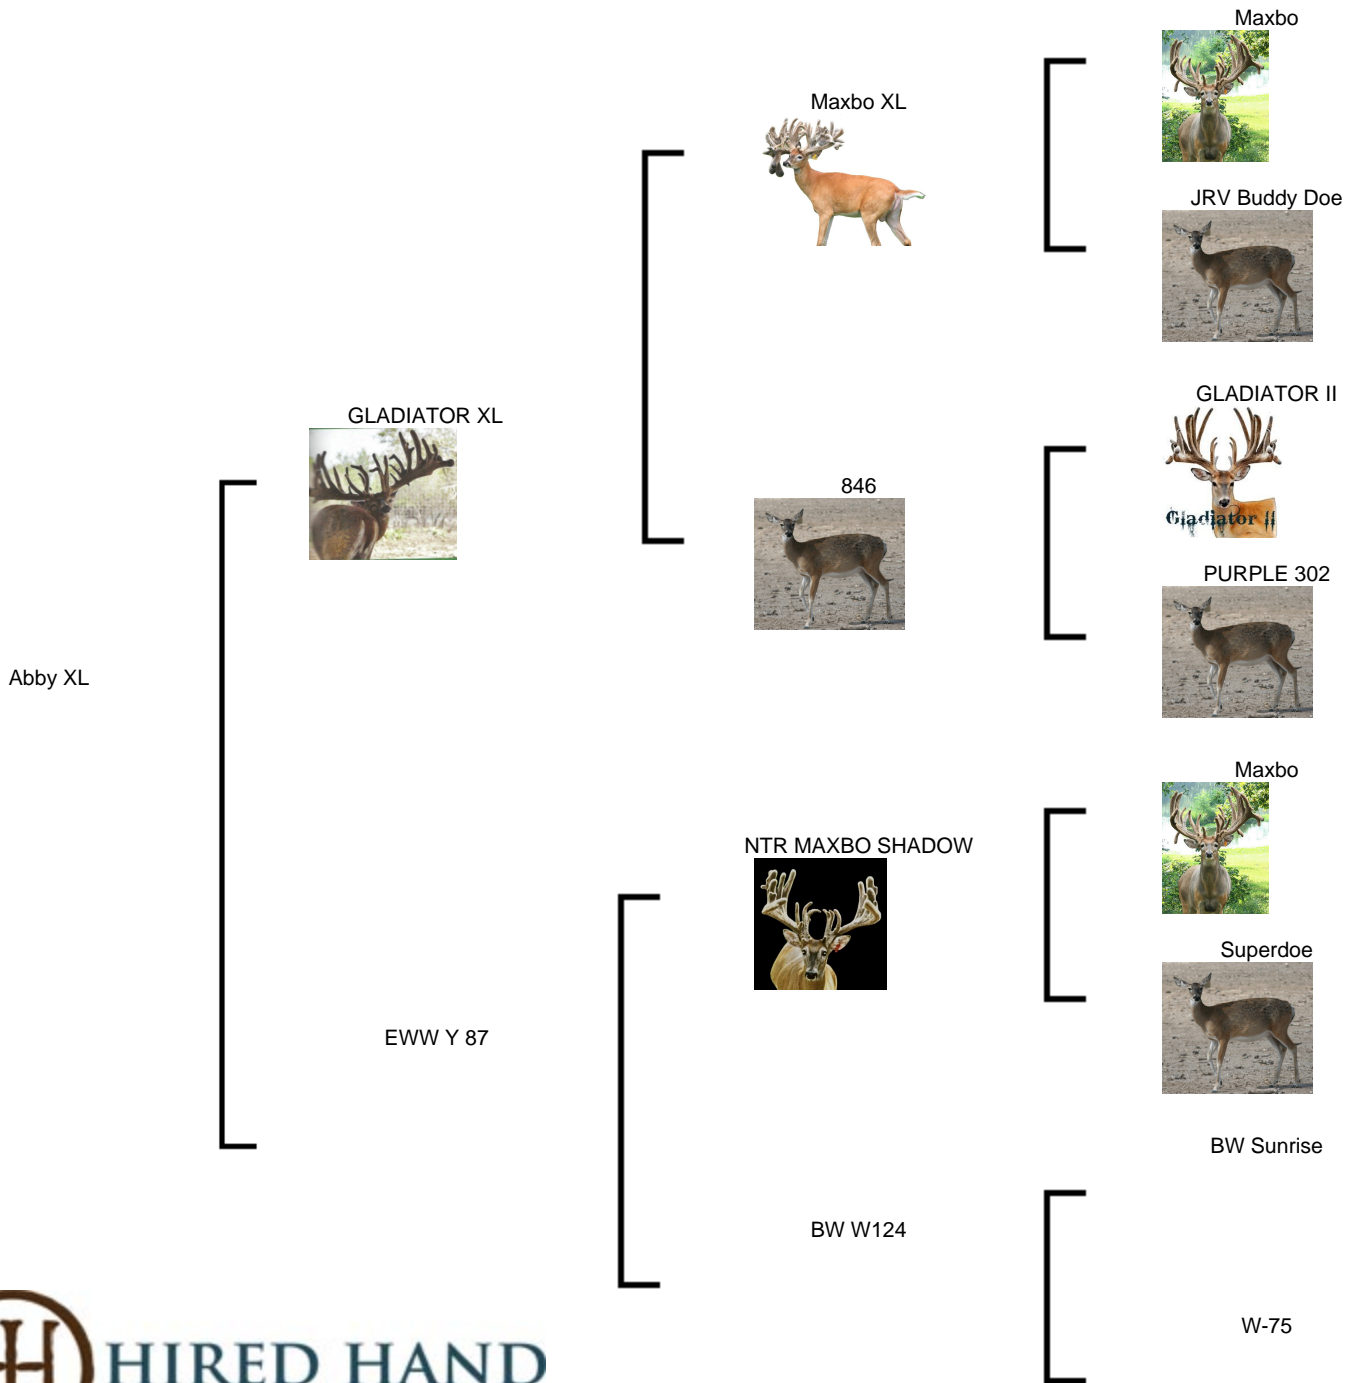 Maxbo
Maxbo XL
JRV Buddy Doe
GLADIATOR II
GLADIATOR XL
846
Gladiator II
PURPLE 302
Abby XL
Maxbo
NTR MAXBO SHADOW
Superdoe
EWW Y 87
BW Sunrise
BW W124
W-75
H HIRED HAND